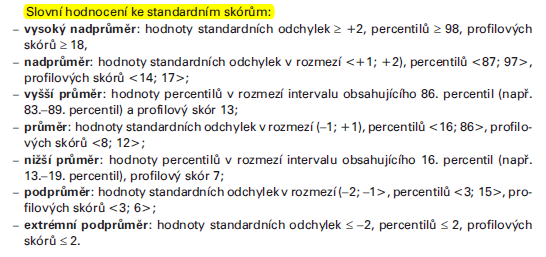 Slovní hodnocení ke standardním skórům:
– vysoký nadprůměr: hodnoty standardních odchylek ≥ +2, percentilů ≥ 98, profilových
skórů ≥ 18,
– nadprůměr: hodnoty standardních odchylek v rozmezí <+1; +2), percentilů <87; 97>,
profilových skórů <14; 17>;
– vyšší průměr: hodnoty percentilů v rozmezí intervalu obsahujícího 86. percentil (např.
83.–89. percentil) a profilový skór 13;
– průměr: hodnoty standardních odchylek v rozmezí (–1; +1), percentilů <16; 86>, profilo-
vých skórů <8; 12>;
– nižší průměr: hodnoty percentilů v rozmezí intervalu obsahujícího 16. percentil (např.
13.–19. percentil), profilový skór 7;
– podprůměr: hodnoty standardních odchylek v rozmezí (–2; –1>, percentilů <3; 15>, pro-
filových skórů <3; 6>;
– extrémní podprůměr: hodnoty standardních odchylek ≤ –2, percentilů ≤ 2, profilových
skórů ≤ 2.